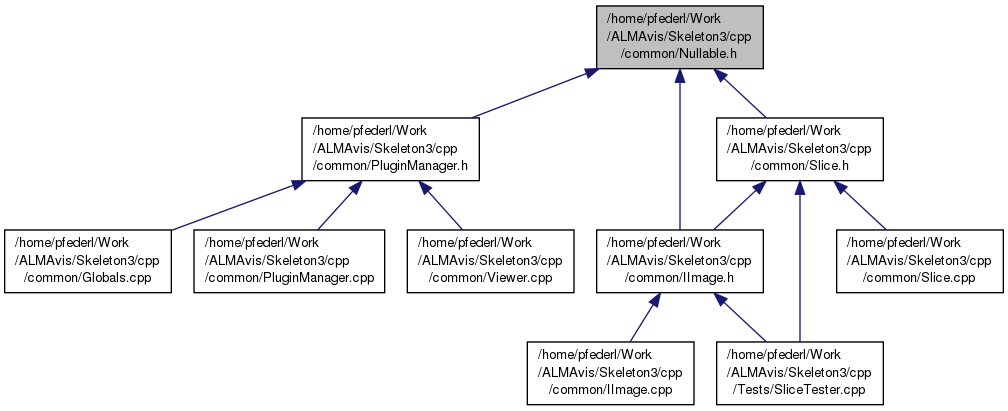 /home/pfederl/Work
/ALMAvis/Skeleton3/cpp
/common/Nullable.h
/home/pfederl/Work
/ALMAvis/Skeleton3/cpp
/common/PluginManager.h
/home/pfederl/Work
/ALMAvis/Skeleton3/cpp
/common/Slice.h
/home/pfederl/Work
/ALMAvis/Skeleton3/cpp
/common/Globals.cpp
/home/pfederl/Work
/ALMAvis/Skeleton3/cpp
/common/PluginManager.cpp
/home/pfederl/Work
/ALMAvis/Skeleton3/cpp
/common/Viewer.cpp
/home/pfederl/Work
/ALMAvis/Skeleton3/cpp
/common/IImage.h
/home/pfederl/Work
/ALMAvis/Skeleton3/cpp
/common/Slice.cpp
/home/pfederl/Work
/ALMAvis/Skeleton3/cpp
/common/IImage.cpp
/home/pfederl/Work
/ALMAvis/Skeleton3/cpp
/Tests/SliceTester.cpp